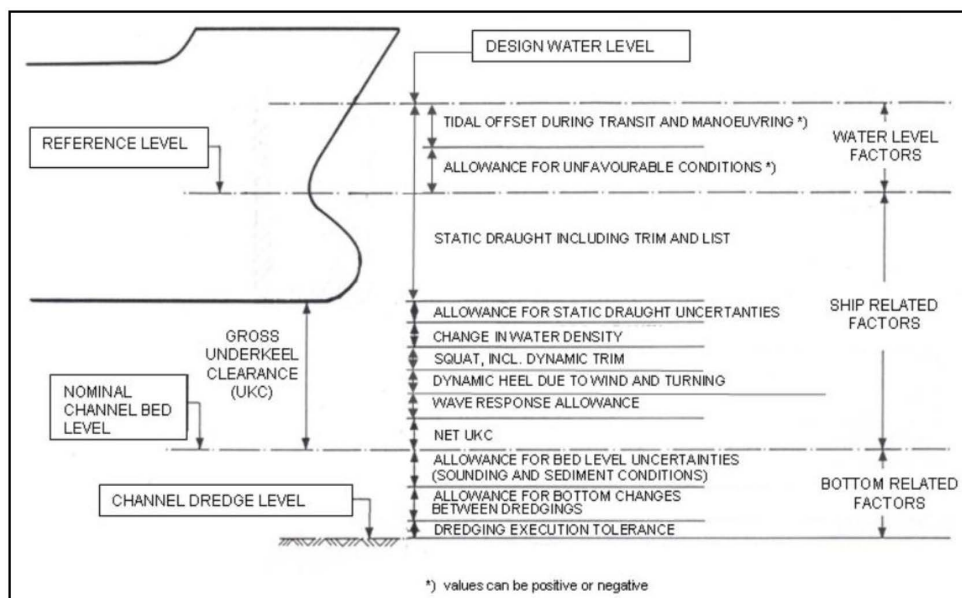 DESIGN WATER LEVEL
TIDAL OFFSET DURING TRANSIT AND MANOEUVRING *)
WATER LEVEL
FACTORS
REFERENCE LEVEL
ALLOWANCE FOR UNFAVOURABLE CONDITIONS *)
STATIC DRAUGHT INCLUDING TRIM AND LIST
ALLOWANCE FOR STATIC DRAUGHT UNCERTANTIES
SHIP RELATED
FACTORS
GROSS
UNDERKEEL
CLEARANCE
(UKC)
CHANGE IN WATER DENSITY
SQUAT, INCL. DYNAMIC TRIM
DYNAMIC HEEL DUE TO WIND AND TURNING
NOMINAL
CHANNEL BED
LEVEL
WAVE RESPONSE ALLOWANCE
NET UKC
ALLOWANCE FOR BED LEVEL UNCERTAINTIES
(SOUNDING AND SEDIMENT CONDITIONS)
BOTTOM RELATED
FACTORS
CHANNEL DREDGE LEVEL
ALLOWANCE FOR BOTTOM CHANGES
BETWEEN DREDGINGS
DREDGING EXECUTION TOLERANCE
*) values can be positive or negative